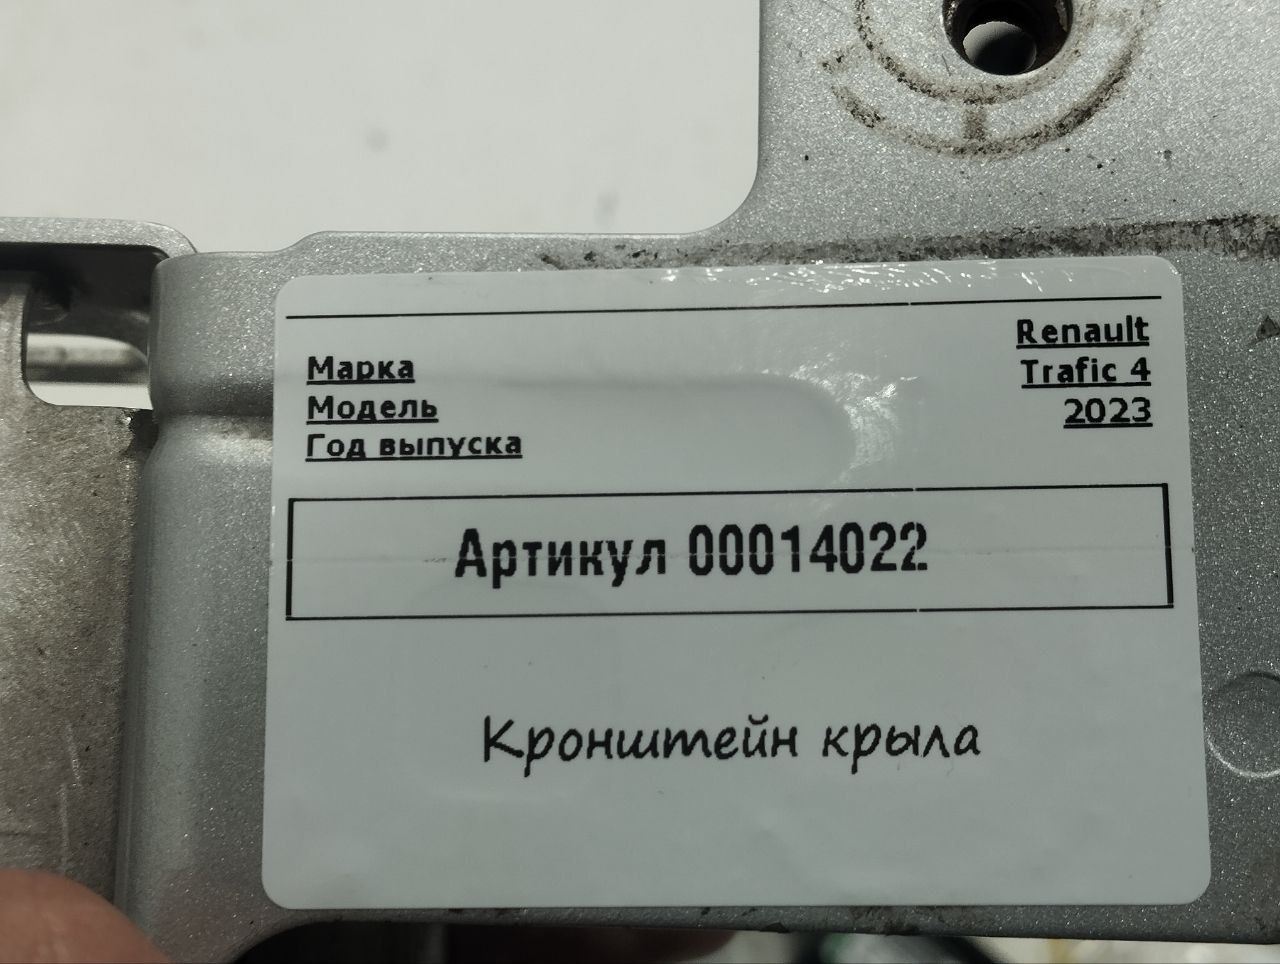 Марка Renault
Модель Trafic 4
Год выпуска 2023
Артикул 00014022
Кронштейн крыла